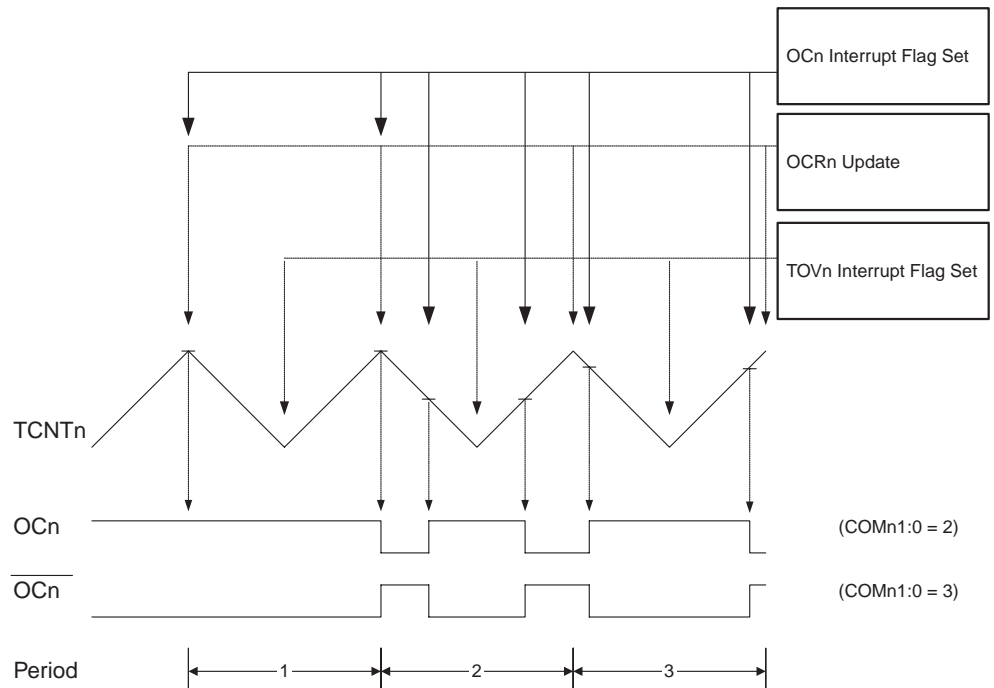 OCn Interrupt Flag Set
OCRn Update
TOVn Interrupt Flag Set
TCNTn
OCn
(COMn1:0 = 2)
OCn
(COMn1:0 = 3)
Period
1
2
3